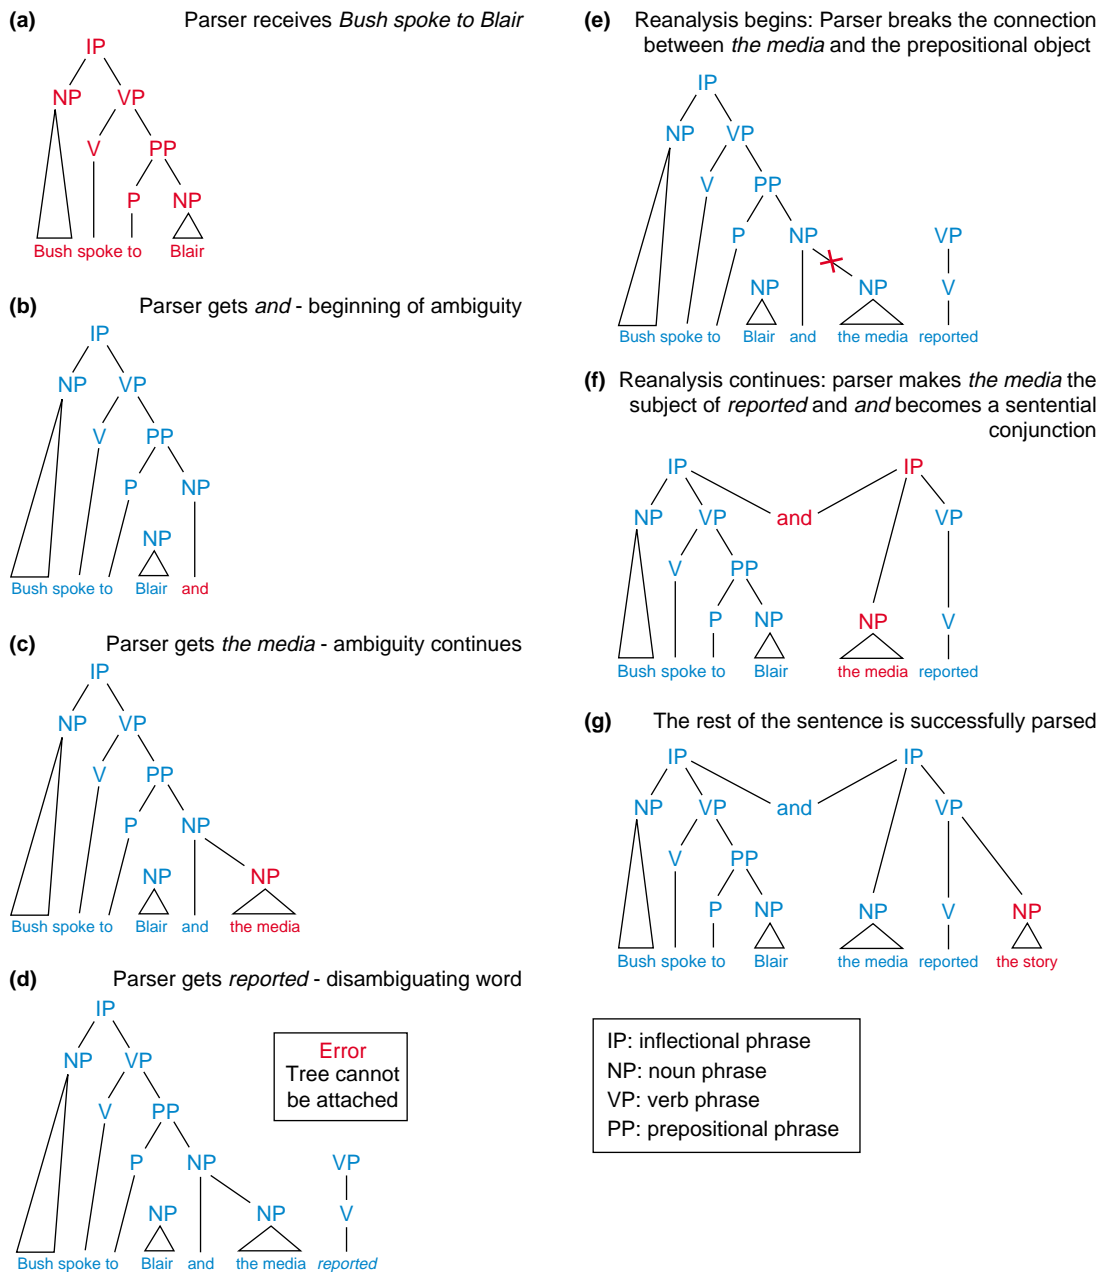 (a) Parser receives Bush spoke to Blair
IP
NP VP
V PP
P NP
Bush spoke to Blair
(b) Parser gets and - beginning of ambiguity
IP
NP VP
V PP
P NP
NP
Bush spoke to Blair and
(c) Parser gets the media - ambiguity continues
IP
NP VP
V PP
P NP
NP NP
Bush spoke to Blair and the media
(d) Parser gets reported - disambiguating word
IP
NP VP
V PP
P NP VP
NP NP V
Bush spoke to Blair and the media reported
Error
Tree cannot
be attached
(e) Reanalysis begins: Parser breaks the connection
between the media and the prepositional object
IP
NP VP
V PP
P NP VP
NP NP V
Bush spoke to Blair and the media reported
(f) Reanalysis continues: parser makes the media the
subject of reported and and becomes a sentential
conjunction
IP IP
NP VP and VP
V PP
P NP NP V
Bush spoke to Blair the media reported
(g) The rest of the sentence is successfully parsed
IP IP
NP VP and VP
V PP
P NP NP V NP
Bush spoke to Blair the media reported the story
IP: inflectional phrase
NP: noun phrase
VP: verb phrase
PP: prepositional phrase